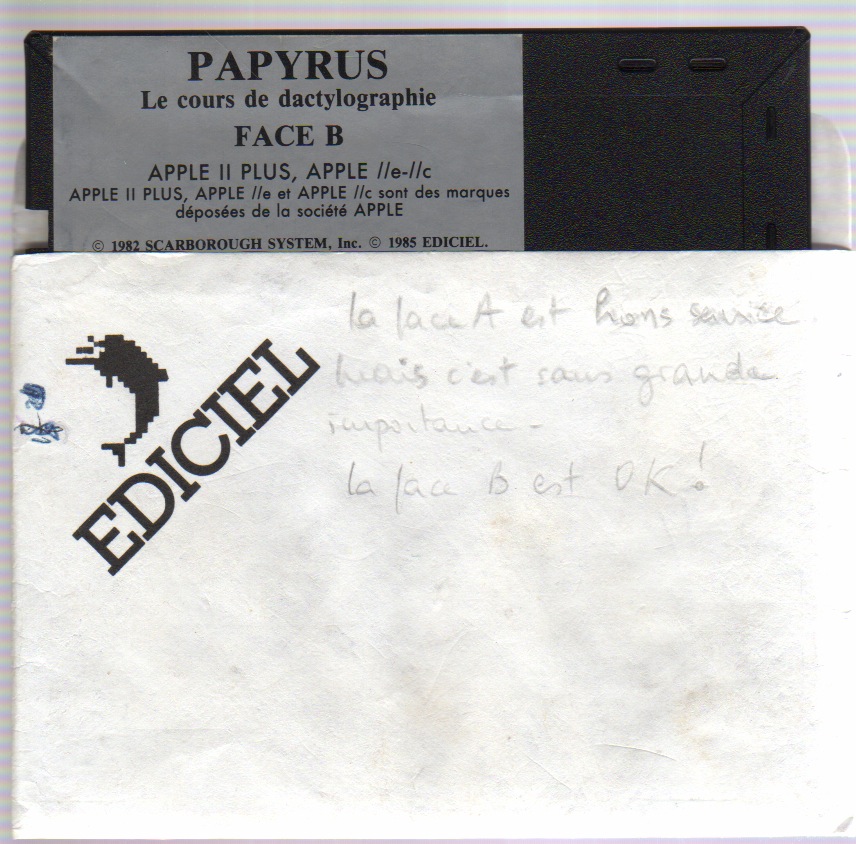 PAPYRUS
Le cours de dactylographie
FACE B
APPLE II PLUS, APPLE //e-//c
APPLE II PLUS, APPLE //e et APPLE //c sont des marques
déposées de la société APPLE
© 1982 SCARBOROUGH SYSTEM, Inc. © 1985 EDICIEL.
EDICIEL
la face A est hors service
mais c'est sans grande
importance.
la face B est OK!